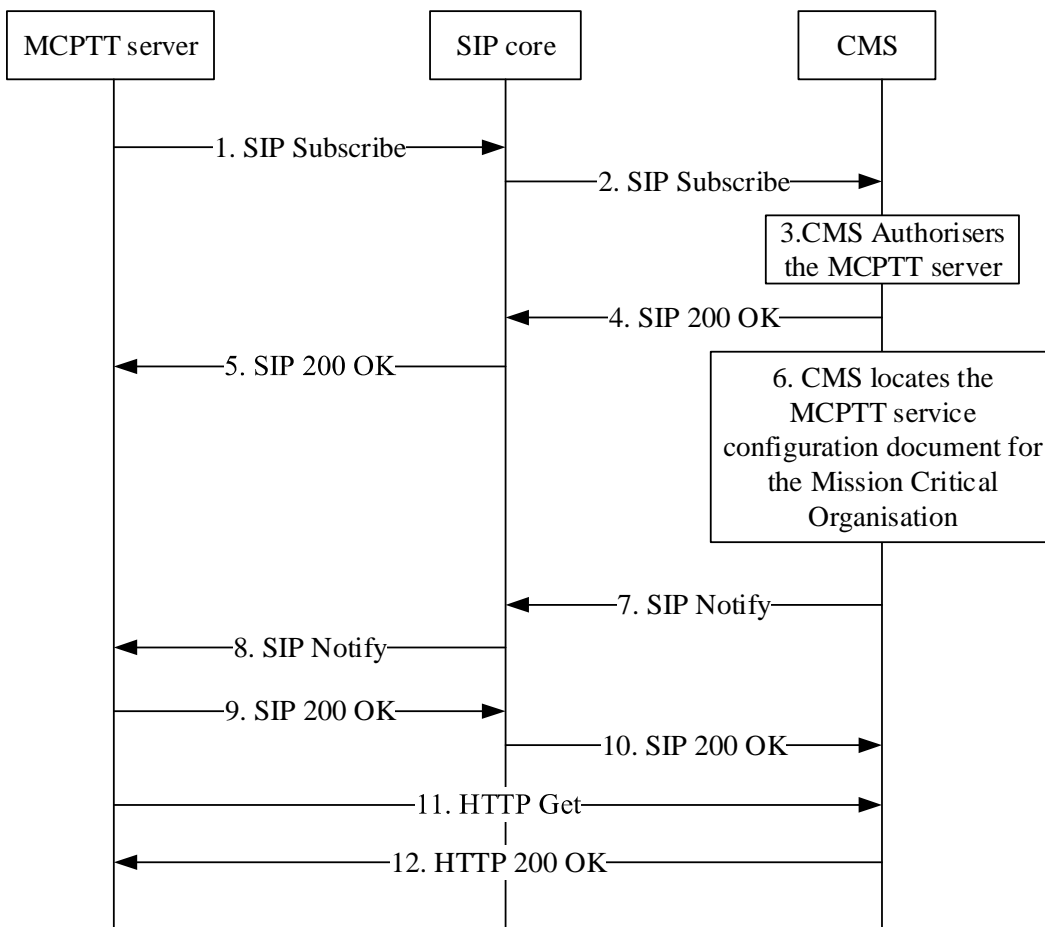 MCPTT server
SIP core
CMS
1. SIP Subscribe
2. SIP Subscribe
3.CMS Authorisers
the MCPTT server
4. SIP 200 OK
5. SIP 200 OK
6. CMS locates the
MCPTT service
configuration document for
the Mission Critical
Organisation
7. SIP Notify
8. SIP Notify
9. SIP 200 OK
10. SIP 200 OK
11. HTTP Get
12. HTTP 200 OK